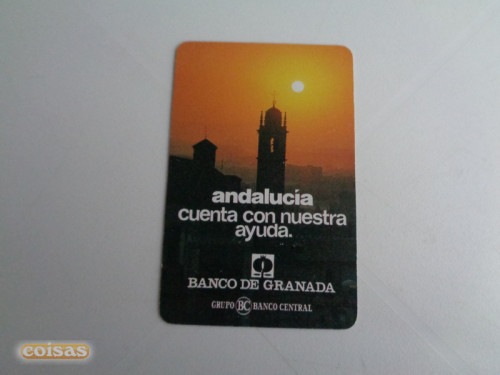 andalucía
cuenta con nuestra
ayuda.
BANCO DE GRANADA
GRUPO BC BANCO CENTRAL
coisas